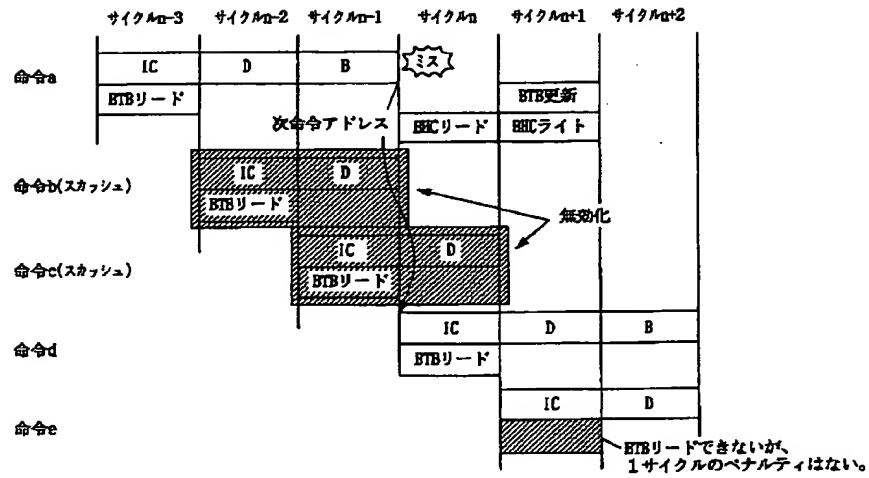 サイクルn-3 サイクルn-2 サイクルn-1 サイクルn サイクルn+1 サイクルn+2
命令a
IC D B ミス
BTBリード BTB更新
次命令アドレス BHCリード BHCライト
命令b(スカッシュ)
IC D
BTBリード
無効化
命令c(スカッシュ)
IC D
BTBリード
命令d
IC D B
BTBリード
命令e
IC D
BTBリードできないが、
1サイクルのペナルティはない。